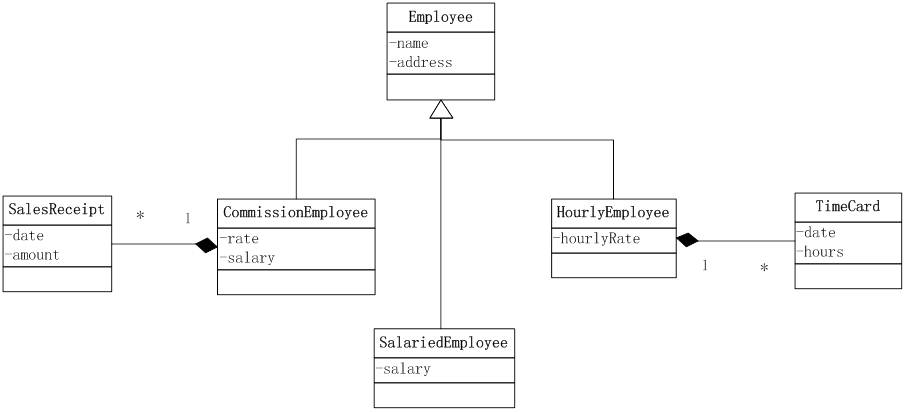 Employee
-name
-address
SalesReceipt
-date
-amount
*
1
CommissionEmployee
-rate
-salary
HourlyEmployee
-hourlyRate
1
*
TimeCard
-date
-hours
SalariedEmployee
-salary